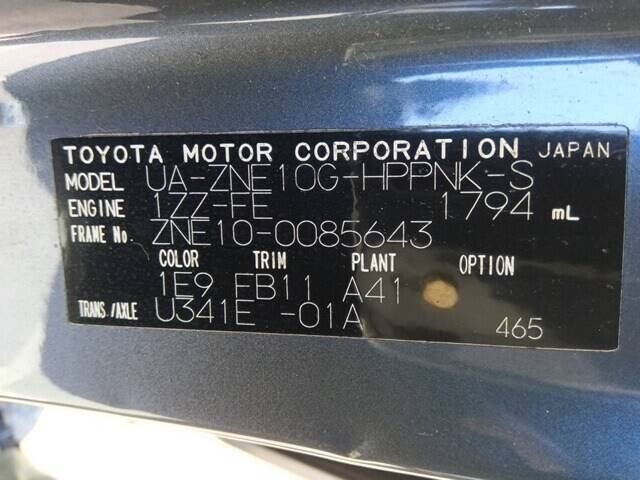 TOYOTA MOTOR CORPORATION JAPAN
MODEL UA-ZNE10G-HPPNK-S
ENGINE 1ZZ-FE 1794 mL
FRAME No. ZNE10-0085643
COLOR TRIM PLANT OPTION
1E9 FB11 A41
TRANS./AXLE U341E -01A 465